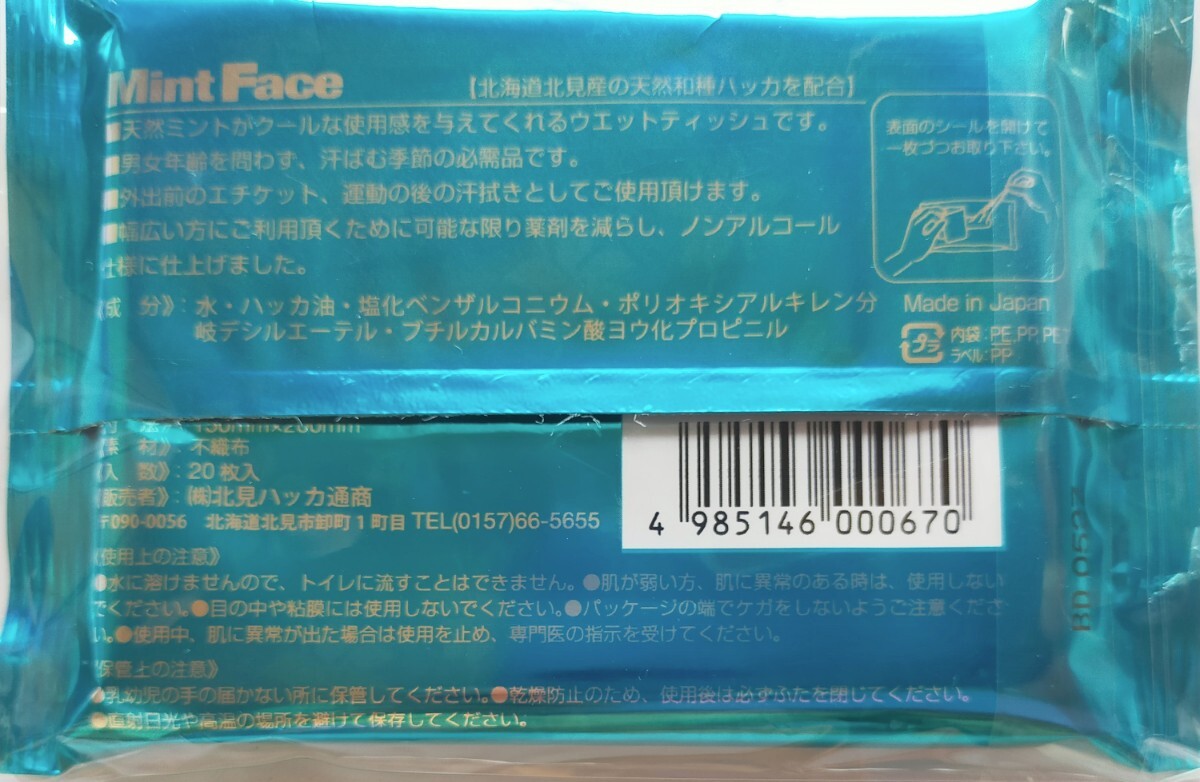 Mint Face
【北海道北見産の天然和種ハッカを配合】
■天然ミントがクールな使用感を与えてくれるウエットティッシュです。
■男女年齢を問わず、汗ばむ季節の必需品です。
■外出前のエチケット、運動の後の汗拭きとしてご使用頂けます。
■幅広い方にご利用頂くために可能な限り薬剤を減らし、ノンアルコール
仕様に仕上げました。
表面のシールを開けて
一枚づつお取り下さい。
《成 分》：水・ハッカ油・塩化ベンザルコニウム・ポリオキシアルキレン分
岐デシルエーテル・ブチルカルバミン酸ヨウ化プロピニル
Made in Japan
プラ
内袋：PE,PP,PE
ラベル：PP
法
《素 材》：不織布
《入 数》：20枚入
《販売者》：㈱北見ハッカ通商
〒090-0056 北海道北見市卸町1町目 TEL(0157)66-5655
4 985146 000670
《使用上の注意》
●水に溶けませんので、トイレに流すことはできません。●肌が弱い方、肌に異常のある時は、使用しない
でください。●目の中や粘膜には使用しないでください。●パッケージの端でケガをしないようご注意くださ
い。●使用中、肌に異常が出た場合は使用を止め、専門医の指示を受けてください。
《保管上の注意》
●乳幼児の手の届かない所に保管してください。●乾燥防止のため、使用後は必ずふたを閉じてください。
●直射日光や高温の場所を避けて保存してください。